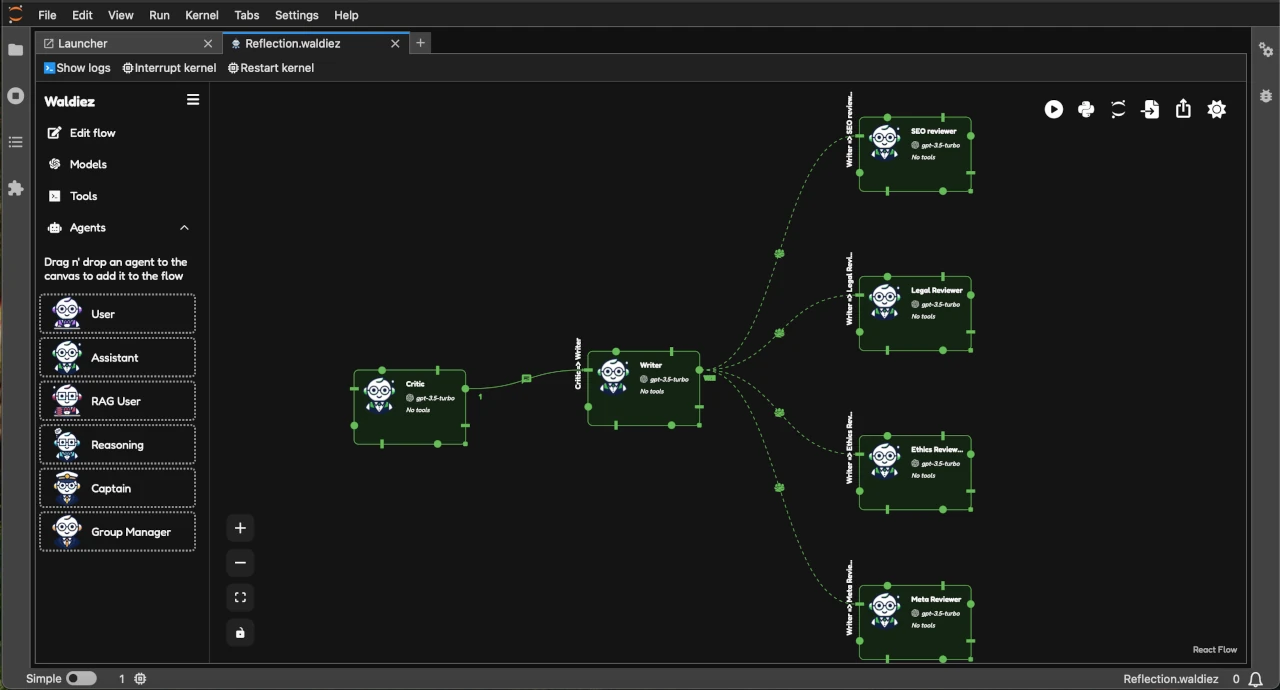 File Edit View Run Kernel Tabs Settings Help
Launcher
Reflection.waldiez
Show logs Interrupt kernel Restart kernel
Waldiez
Edit flow
Models
Tools
Agents
Drag n' drop an agent to the
canvas to add it to the flow
User
Assistant
RAG User
Reasoning
Captain
Group Manager
Critic
gpt-3.5-turbo
No tools
1
Critic => Writer
Writer
gpt-3.5-turbo
No tools
Writer => SEO review...
SEO reviewer
gpt-3.5-turbo
No tools
Writer => Legal Revi...
Legal Reviewer
gpt-3.5-turbo
No tools
Writer => Ethics Rev...
Ethics Review...
gpt-3.5-turbo
No tools
Writer => Meta Revie...
Meta Reviewer
gpt-3.5-turbo
No tools
React Flow
Simple 1 Reflection.waldiez 0